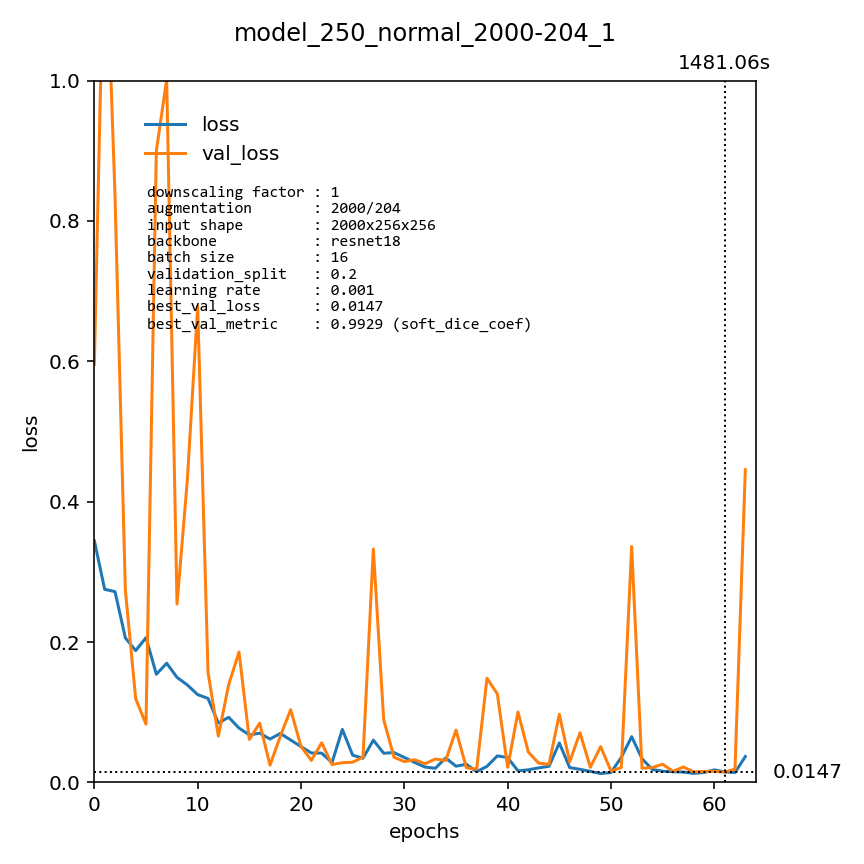 model_250_normal_2000-204_1
1481.06s
1.0
loss
val_loss
downscaling factor : 1
augmentation : 2000/204
input shape : 2000x256x256
backbone : resnet18
batch size : 16
validation_split : 0.2
learning rate : 0.001
best_val_loss : 0.0147
best_val_metric : 0.9929 (soft_dice_coef)
0.8
0.6
loss
0.4
0.2
0.0
0.0147
0 10 20 30 40 50 60
epochs